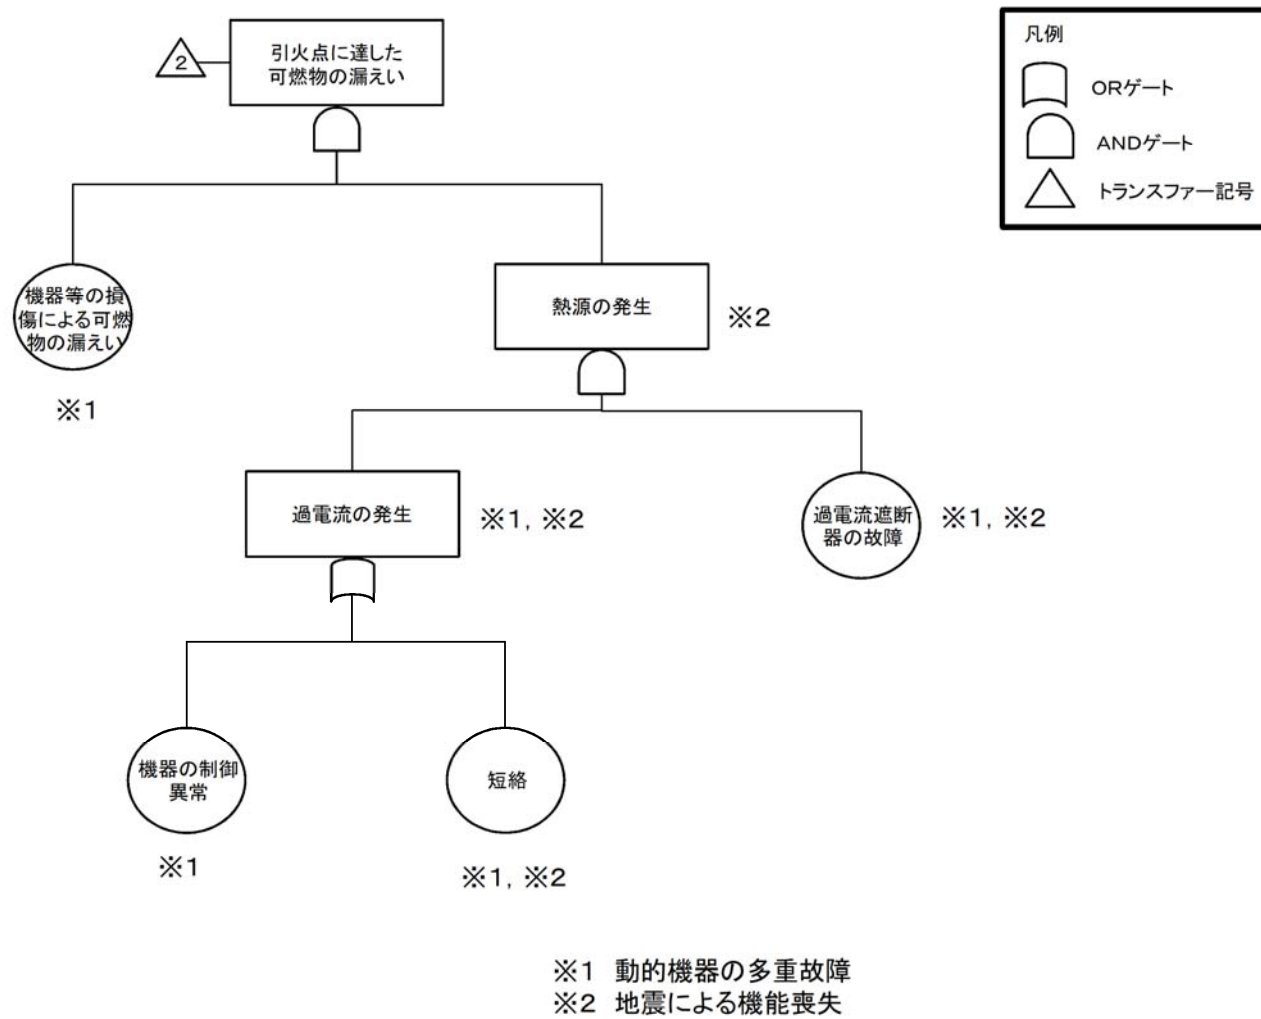 2
引火点に達した
可燃物の漏えい
凡例
ORゲート
ANDゲート
トランスファー記号
機器等の損
傷による可燃
物の漏えい
※1
熱源の発生
※2
過電流の発生
※1, ※2
過電流遮断
器の故障
※1, ※2
機器の制御
異常
※1
短絡
※1, ※2
※1 動的機器の多重故障
※2 地震による機能喪失